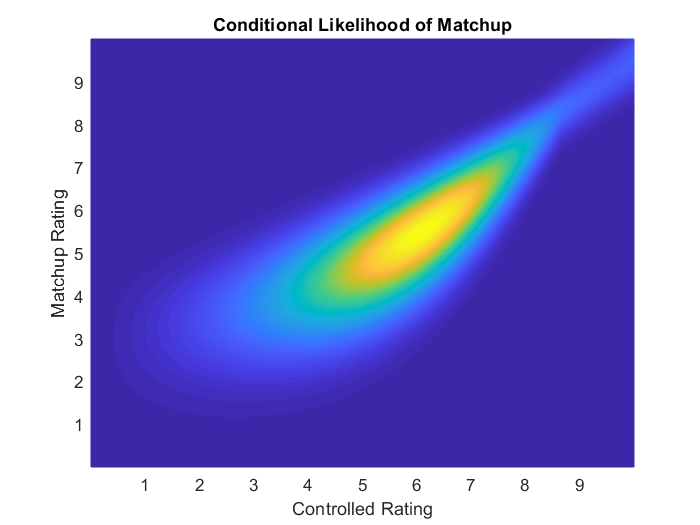 Conditional Likelihood of Matchup
9
8
7
6
5
4
3
2
1
Matchup Rating
1 2 3 4 5 6 7 8 9
Controlled Rating